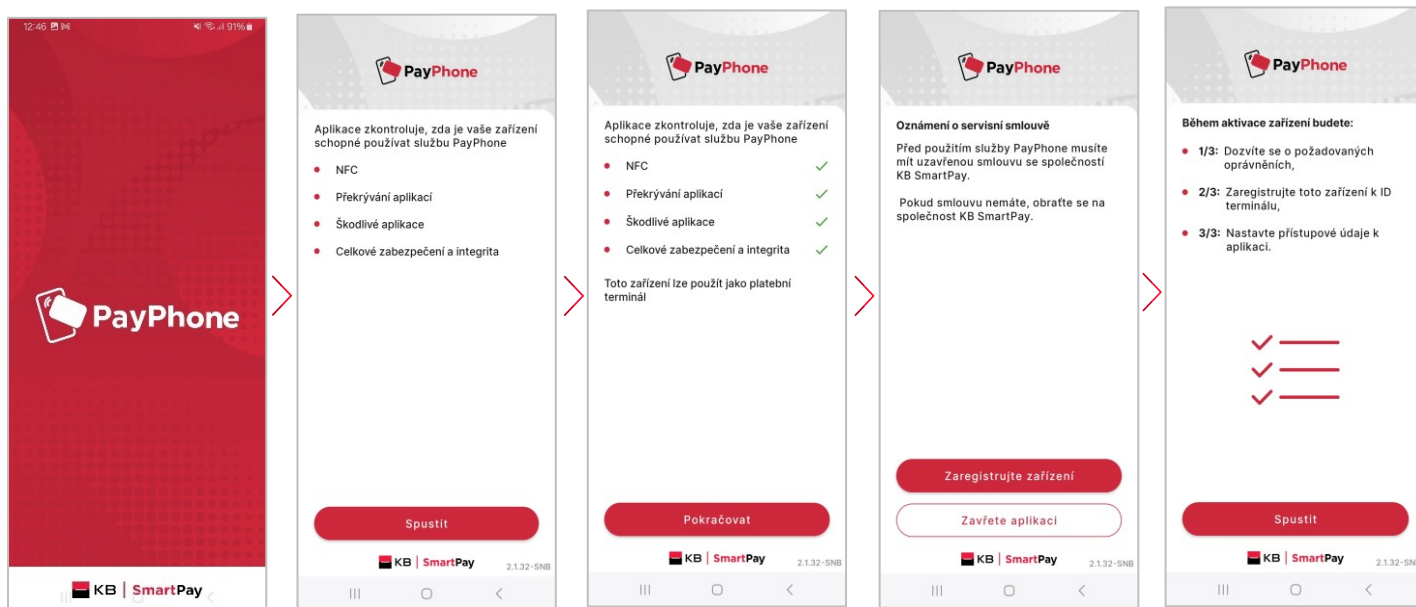 12:46
91%
PayPhone
KB | SmartPay
PayPhone
Aplikace zkontroluje, zda je vaše zařízení
schopné používat službu PayPhone
NFC
Překrývání aplikací
Škodlivé aplikace
Celkové zabezpečení a integrita
Spustit
KB | SmartPay
2.1.32-SNB
PayPhone
Aplikace zkontroluje, zda je vaše zařízení
schopné používat službu PayPhone
NFC
Překrývání aplikací
Škodlivé aplikace
Celkové zabezpečení a integrita
Toto zařízení lze použít jako platební
terminál
Pokračovat
KB | SmartPay
2.1.32-SNB
PayPhone
Oznámení o servisní smlouvě
Před použitím služby PayPhone musíte
mít uzavřenou smlouvu se společností
KB SmartPay.
Pokud smlouvu nemáte, obraťte se na
společnost KB SmartPay.
Zaregistrujte zařízení
Zavřete aplikaci
KB | SmartPay
2.1.32-SNB
PayPhone
Během aktivace zařízení budete:
1/3: Dozvíte se o požadovaných
oprávněních,
2/3: Zaregistrujte toto zařízení k ID
terminálu,
3/3: Nastavte přístupové údaje k
aplikaci.
Spustit
KB | SmartPay
2.1.32-SN